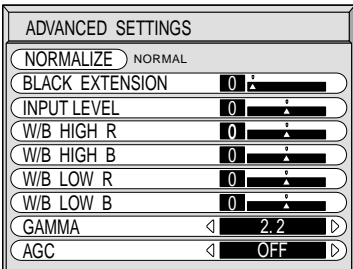 ADVANCED SETTINGS
NORMALIZE NORMAL
BLACK EXTENSION 0
INPUT LEVEL 0
W/B HIGH R 0
W/B HIGH B 0
W/B LOW R 0
W/B LOW B 0
GAMMA 2.2
AGC OFF